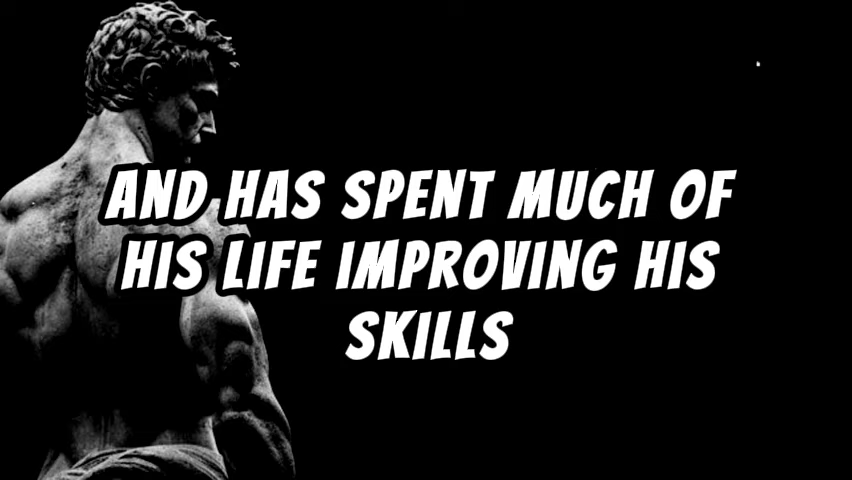 AND HAS SPENT MUCH OF
HIS LIFE IMPROVING HIS
SKILLS